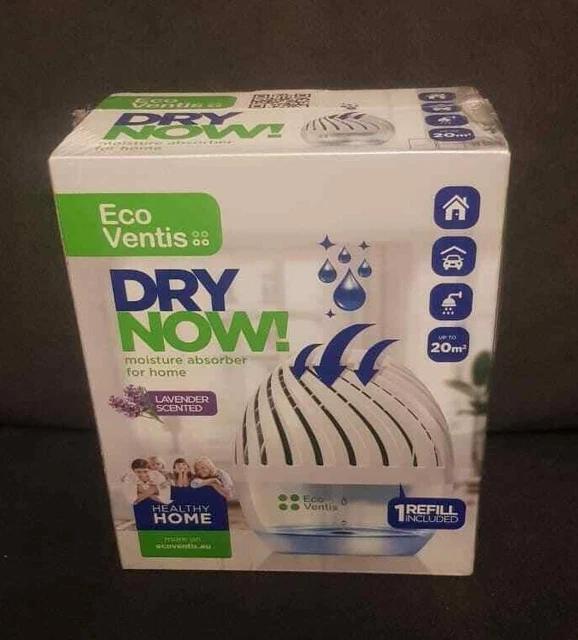 Eco
Ventis
DRY
NOW!
moisture absorber
for home
20m²
Eco
Ventis
DRY
NOW!
moisture absorber
for home
LAVENDER
SCENTED
UP TO
20m²
HEALTHY
HOME
more on
ecoventis.eu
Eco
Ventis
1 REFILL
INCLUDED